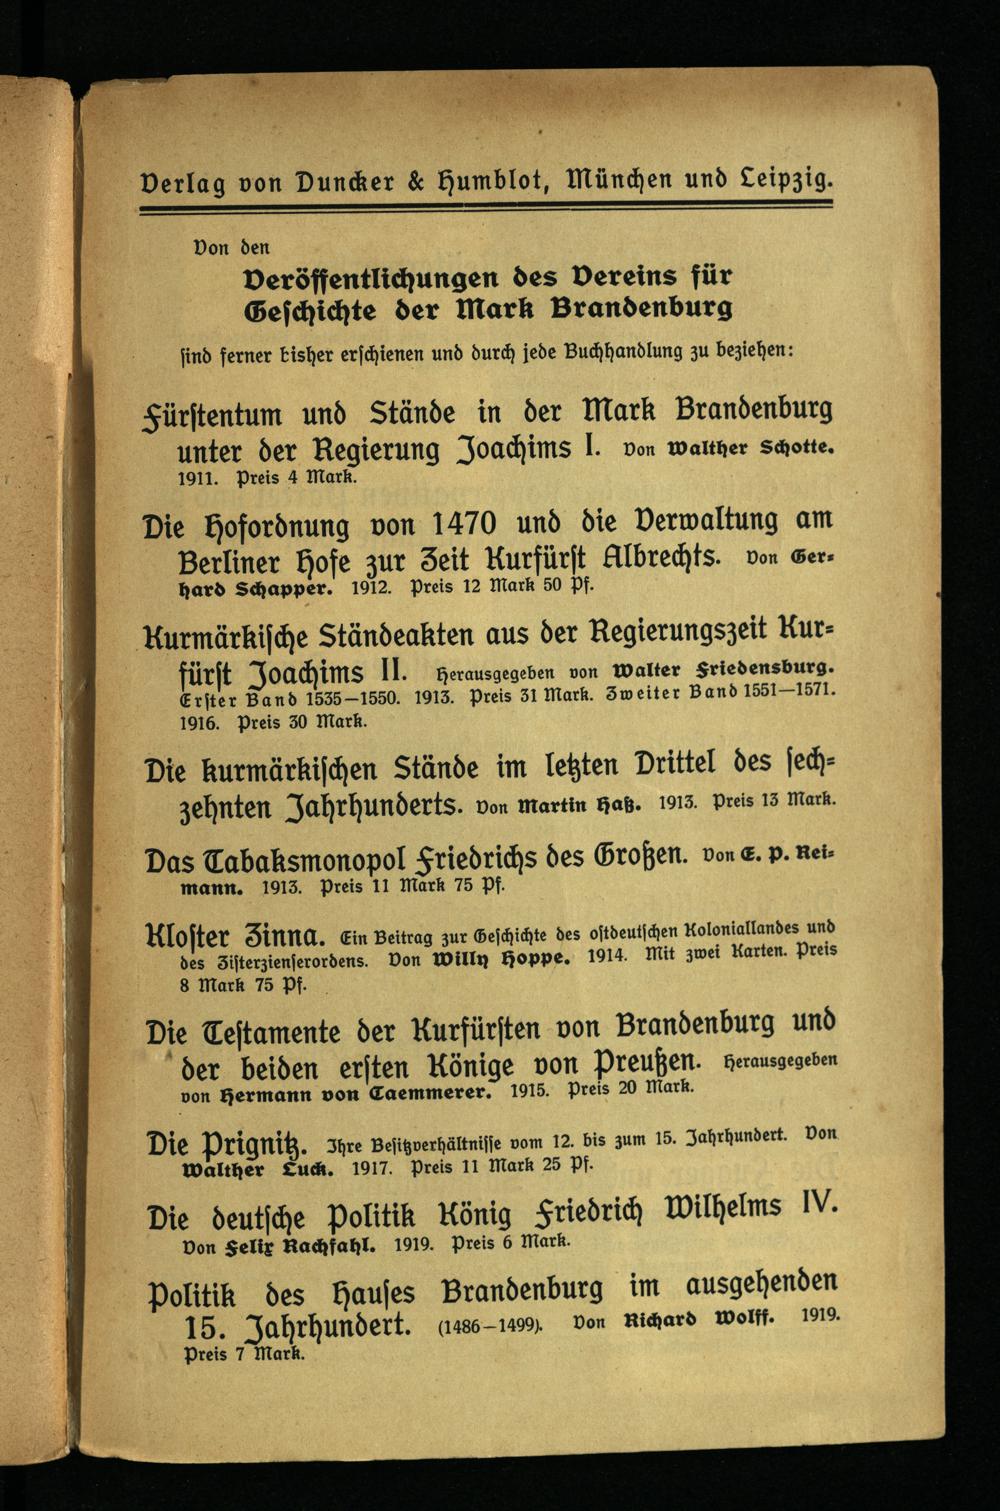 Verlag von Duncker & Humblot, München und Leipzig.
Von den
Veröffentlichungen des Vereins für
Geschichte der Mark Brandenburg
sind ferner bisher erschienen und durch jede Buchhandlung zu beziehen:
Fürstentum und Stände in der Mark Brandenburg
unter der Regierung Joachims I. Von Walther Schotte.
1911. Preis 4 Mark.
Die Hofordnung von 1470 und die Verwaltung am
Berliner Hofe zur Zeit Kurfürst Albrechts. Von Ger-
hard Schapper. 1912. Preis 12 Mark 50 Pf.
Kurmärkische Ständeakten aus der Regierungszeit Kur-
fürst Joachims II. Herausgegeben von Walter Friedensburg.
Erster Band 1535—1550. 1913. Preis 31 Mark. Zweiter Band 1551—1571.
1916. Preis 30 Mark.
Die kurmärkischen Stände im letzten Drittel des sech-
zehnten Jahrhunderts. Von Martin Haß. 1913. Preis 13 Mark.
Das Tabaksmonopol Friedrichs des Großen. Von E. P. Rei-
mann. 1913. Preis 11 Mark 75 Pf.
Kloster Zinna. Ein Beitrag zur Geschichte des ostdeutschen Koloniallandes und
des Zisterzienserordens. Von Willy Hoppe. 1914. Mit zwei Karten. Preis
8 Mark 75 Pf.
Die Testamente der Kurfürsten von Brandenburg und
der beiden ersten Könige von Preußen. Herausgegeben
von Hermann von Caemmerer. 1915. Preis 20 Mark.
Die Prignitz. Ihre Besitzverhältnisse vom 12. bis zum 15. Jahrhundert. Von
Walther Luck. 1917. Preis 11 Mark 25 Pf.
Die deutsche Politik König Friedrich Wilhelms IV.
Von Felix Rachfahl. 1919. Preis 6 Mark.
Politik des Hauses Brandenburg im ausgehenden
15. Jahrhundert. (1486—1499). Von Richard Wolff. 1919.
Preis 7 Mark.